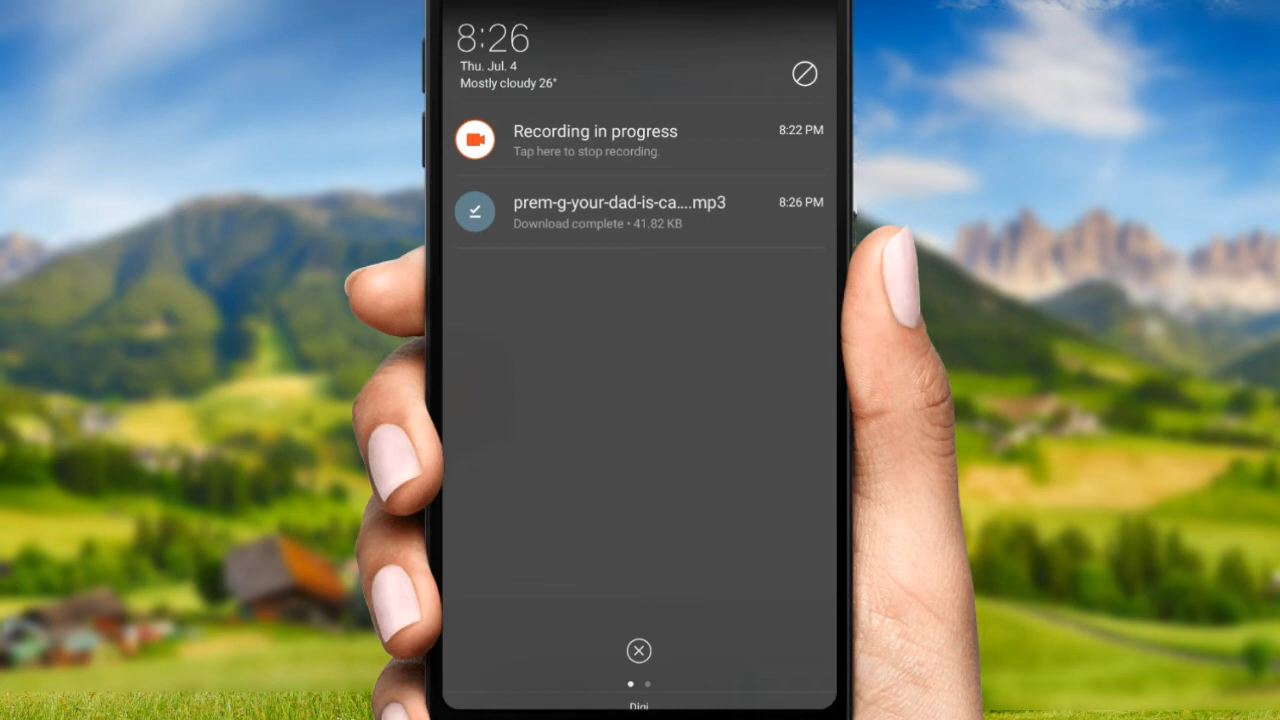 8:26
Thu. Jul. 4
Mostly cloudy 26°
Recording in progress
8:22 PM
Tap here to stop recording.
prem-g-your-dad-is-ca....mp3
8:26 PM
Download complete • 41.82 KB
Digi